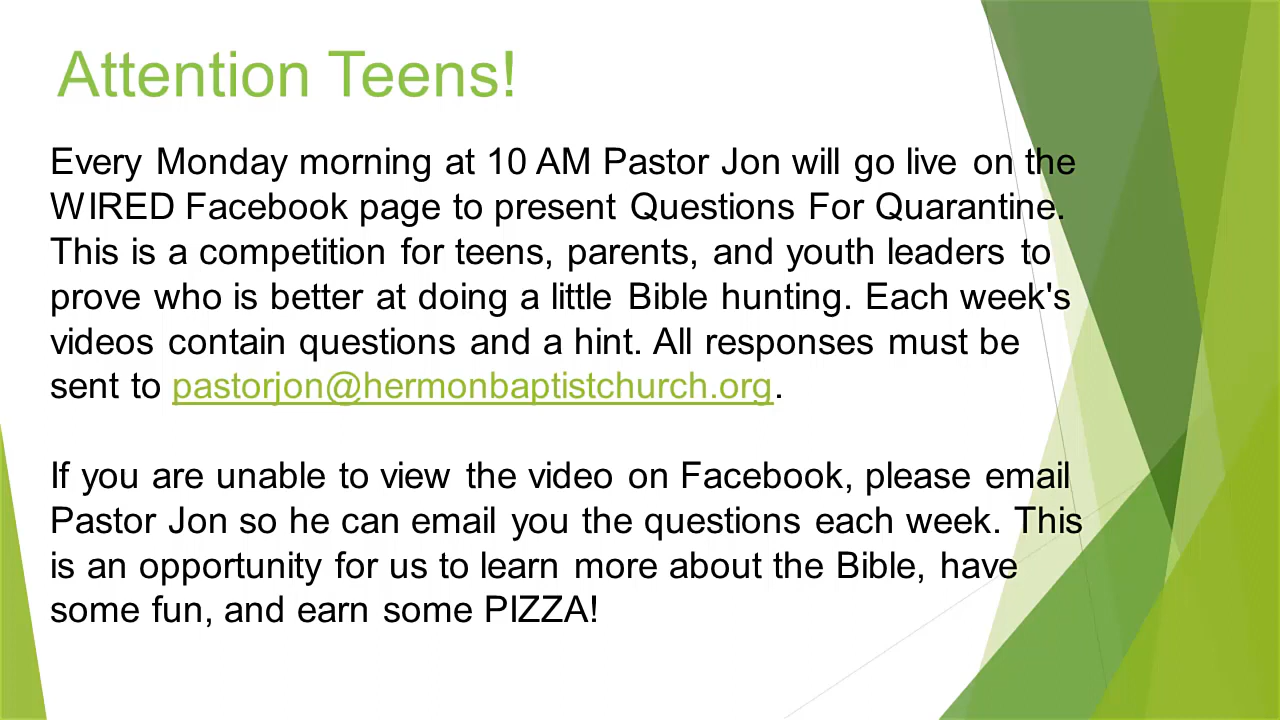 Attention Teens!
Every Monday morning at 10 AM Pastor Jon will go live on the
WIRED Facebook page to present Questions For Quarantine.
This is a competition for teens, parents, and youth leaders to
prove who is better at doing a little Bible hunting. Each week's
videos contain questions and a hint. All responses must be
sent to pastorjon@hermonbaptistchurch.org.
If you are unable to view the video on Facebook, please email
Pastor Jon so he can email you the questions each week. This
is an opportunity for us to learn more about the Bible, have
some fun, and earn some PIZZA!